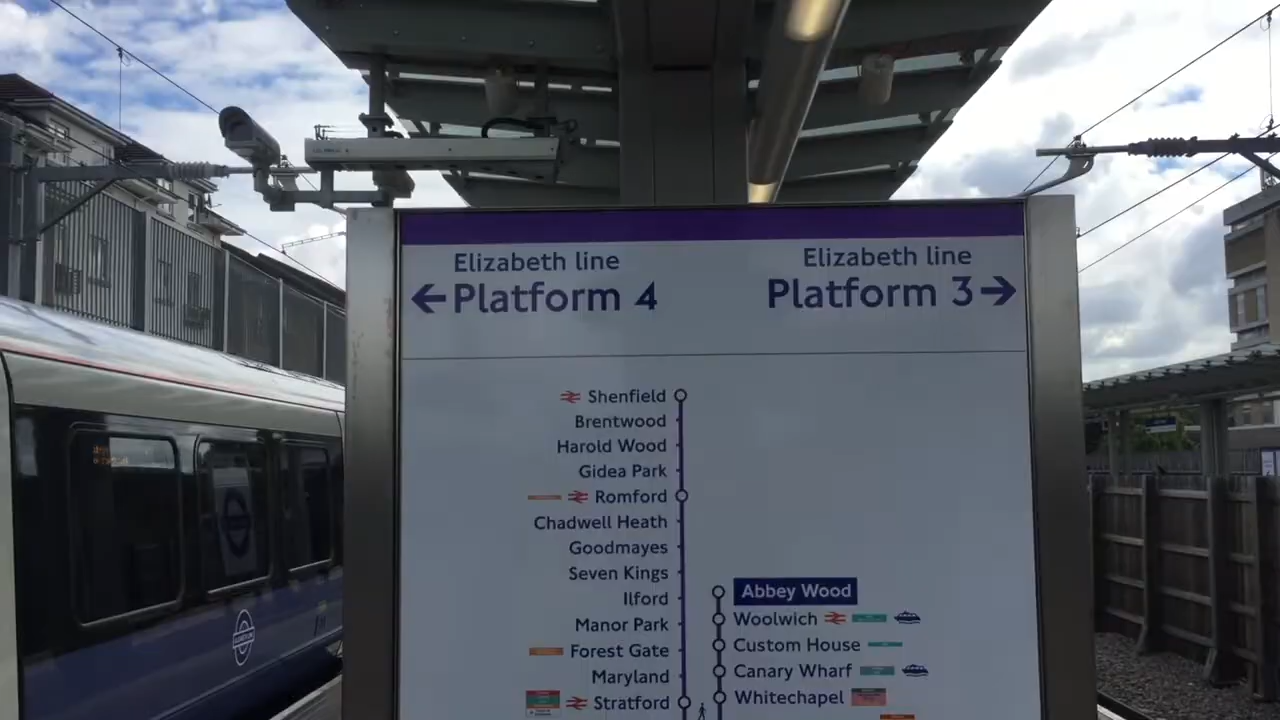 Elizabeth line
← Platform 4
Elizabeth line
Platform 3 →
Shenfield
Brentwood
Harold Wood
Gidea Park
Romford
Chadwell Heath
Goodmayes
Seven Kings
Ilford
Manor Park
Forest Gate
Maryland
Stratford
Abbey Wood
Woolwich
Custom House
Canary Wharf
Whitechapel